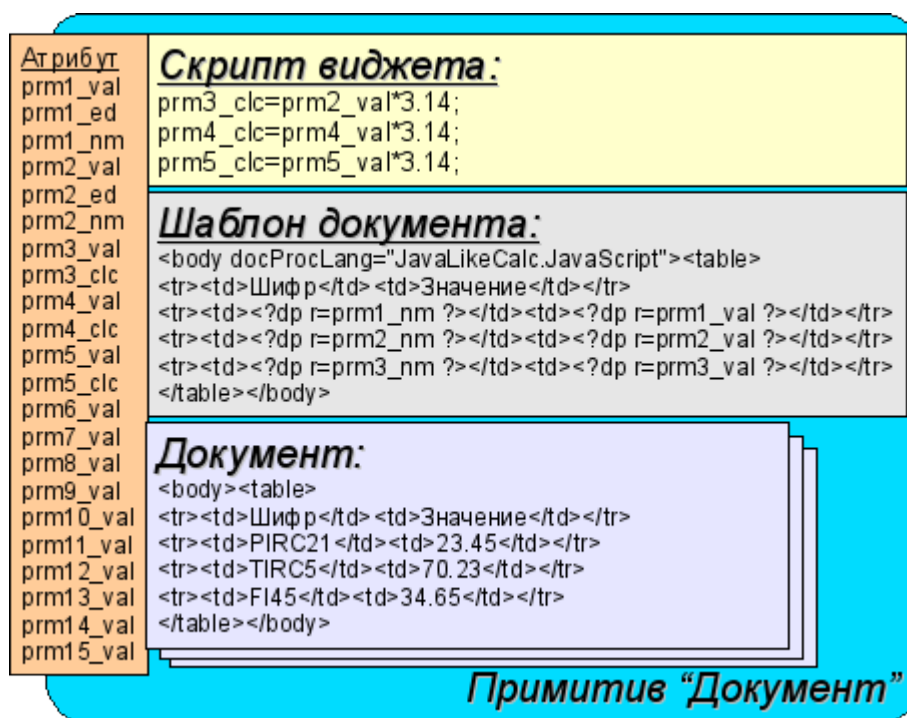 Атрибут
prm1_val
prm1_ed
prm1_nm
prm2_val
prm2_ed
prm2_nm
prm3_val
prm3_clc
prm4_val
prm4_clc
prm5_val
prm5_clc
prm6_val
prm7_val
prm8_val
prm9_val
prm10_val
prm11_val
prm12_val
prm13_val
prm14_val
prm15_val
Скрипт виджета:
prm3_clc=prm2_val*3.14;
prm4_clc=prm4_val*3.14;
prm5_clc=prm5_val*3.14;
Шаблон документа:
<body docProcLang="JavaLikeCalc.JavaScript"><table>
<tr><td>Шифр</td><td>Значение</td></tr>
<tr><td><?dp r=prm1_nm ?></td><td><?dp r=prm1_val ?></td></tr>
<tr><td><?dp r=prm2_nm ?></td><td><?dp r=prm2_val ?></td></tr>
<tr><td><?dp r=prm3_nm ?></td><td><?dp r=prm3_val ?></td></tr>
</table></body>
Документ:
<body><table>
<tr><td>Шифр</td><td>Значение</td></tr>
<tr><td>PIRC21</td><td>23.45</td></tr>
<tr><td>TIRC5</td><td>70.23</td></tr>
<tr><td>FI45</td><td>34.65</td></tr>
</table></body>
Примитив "Документ"